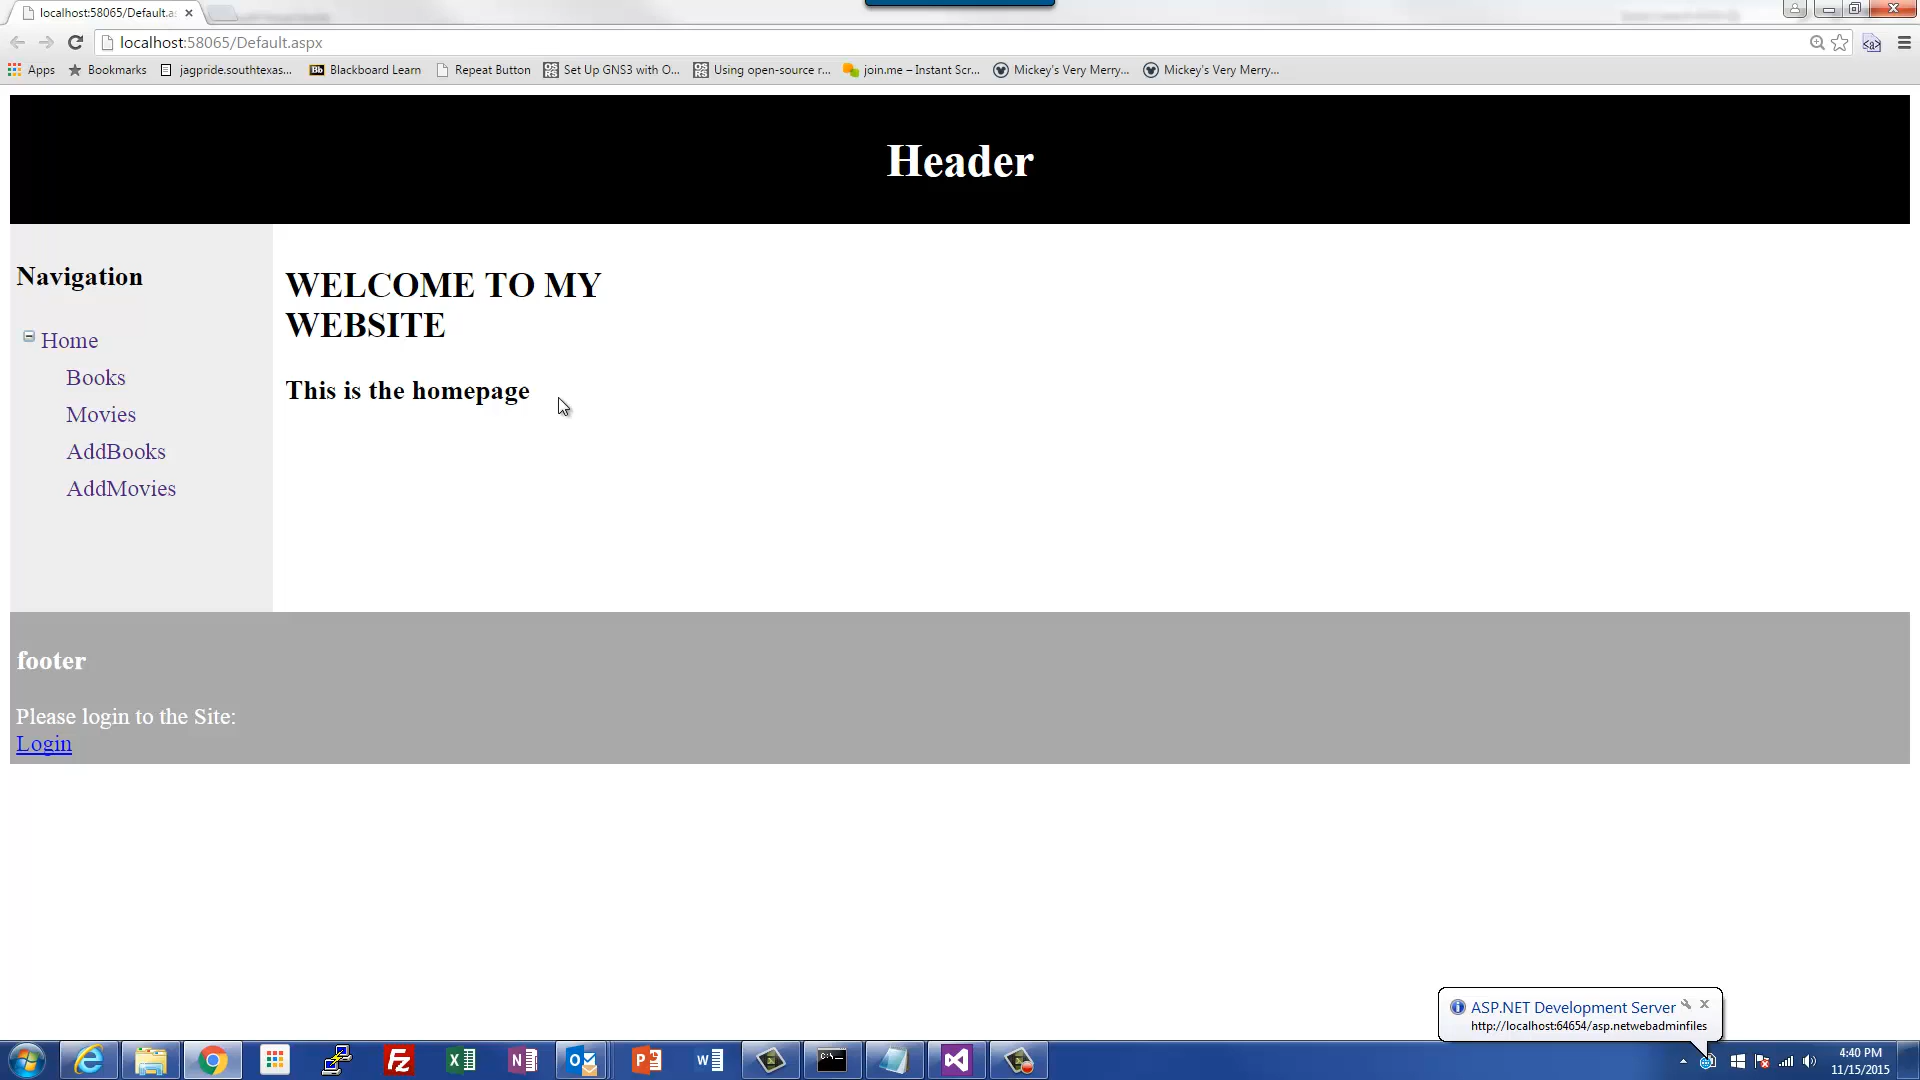 localhost:58065/Default.a
localhost:58065/Default.aspx
Apps Bookmarks jagpride.southtexas... Bb Blackboard Learn Repeat Button Set Up GNS3 with O... Using open-source r... join.me – Instant Scr... Mickey's Very Merry... Mickey's Very Merry...
Header
Navigation
Home
Books
Movies
AddBooks
AddMovies
WELCOME TO MY
WEBSITE
This is the homepage
footer
Please login to the Site:
Login
ASP.NET Development Server
http://localhost:64654/asp.netwebadminfiles
4:40 PM
11/15/2015